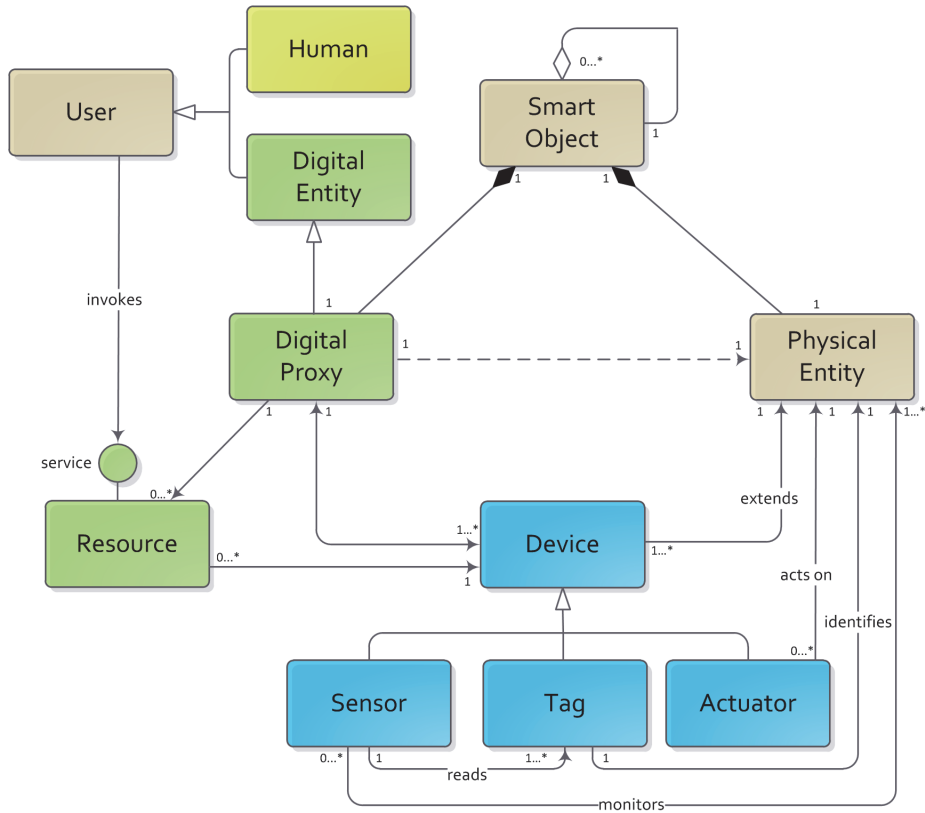 Human
0...*
User
Smart
Object
1
Digital
Entity
1
1
invokes
1
1
Digital
Proxy
1
1
Physical
Entity
1
1
1
1
1
1...*
service
0...*
extends
Resource
1...*
Device
1...*
0...*
1
acts on
identifies
0...*
Sensor
Tag
Actuator
0...*
1
1...*
1
reads
monitors